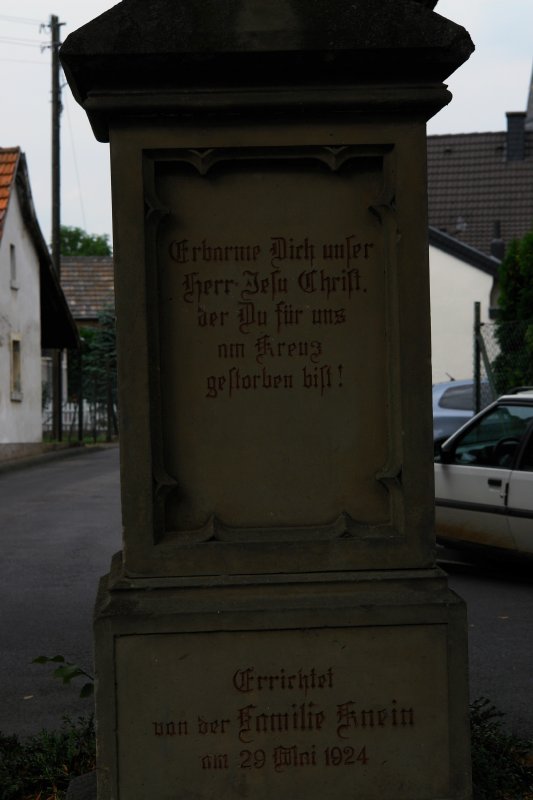 Erbarme Dich unser
Herr Jesu Christ,
der Du für uns
am Kreuz
gestorben bist!
Errichtet
von der Familie Knein
am 29 Mai 1924